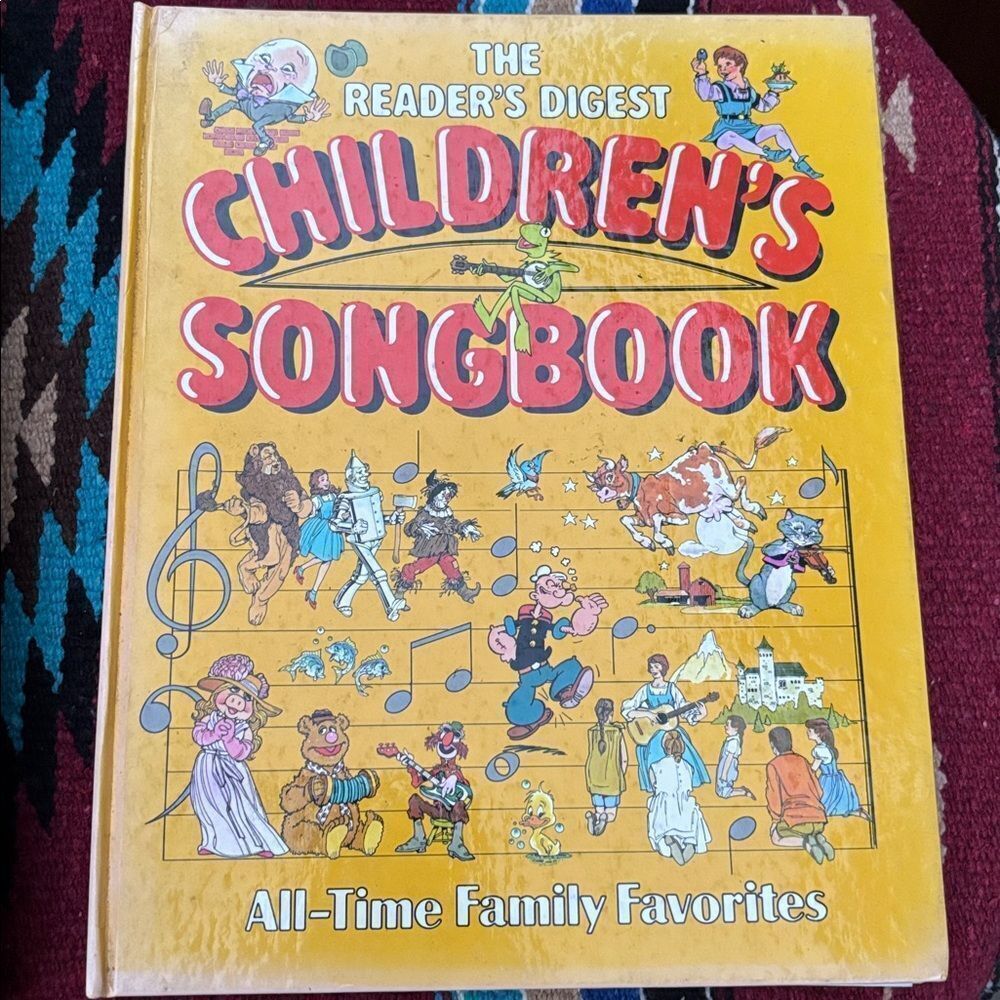 THE
READER'S DIGEST
CHILDREN'S
SONGBOOK
All-Time Family Favorites